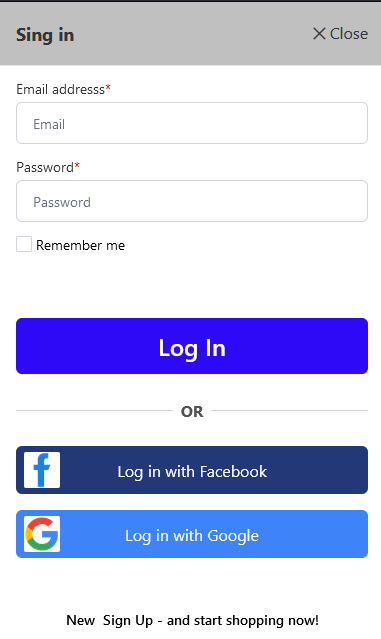 Sing in
Close
Email addresss*
Email
Password*
Password
Remember me
Log In
OR
Log in with Facebook
Log in with Google
New  Sign Up - and start shopping now!